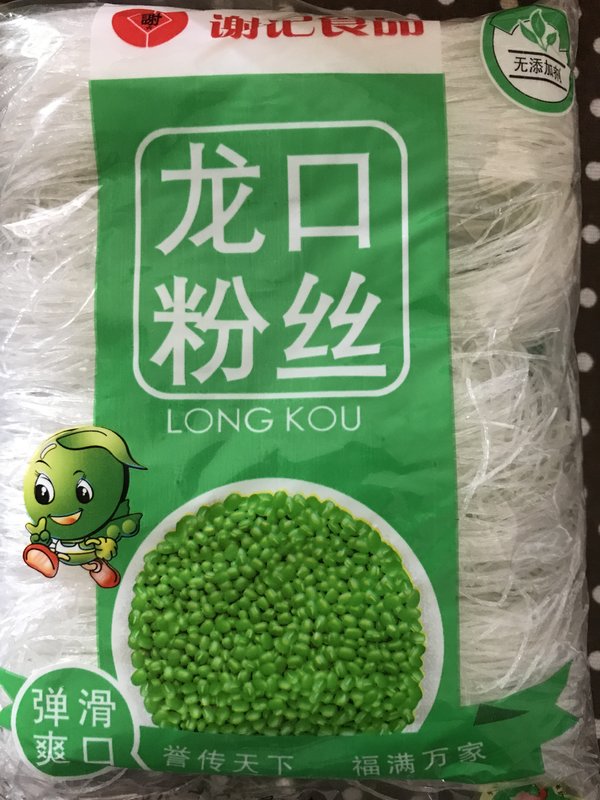 謝
谢记食品
无添加剂
龙口
粉丝
LONG KOU
弹滑
爽口
誉传天下 福满万家